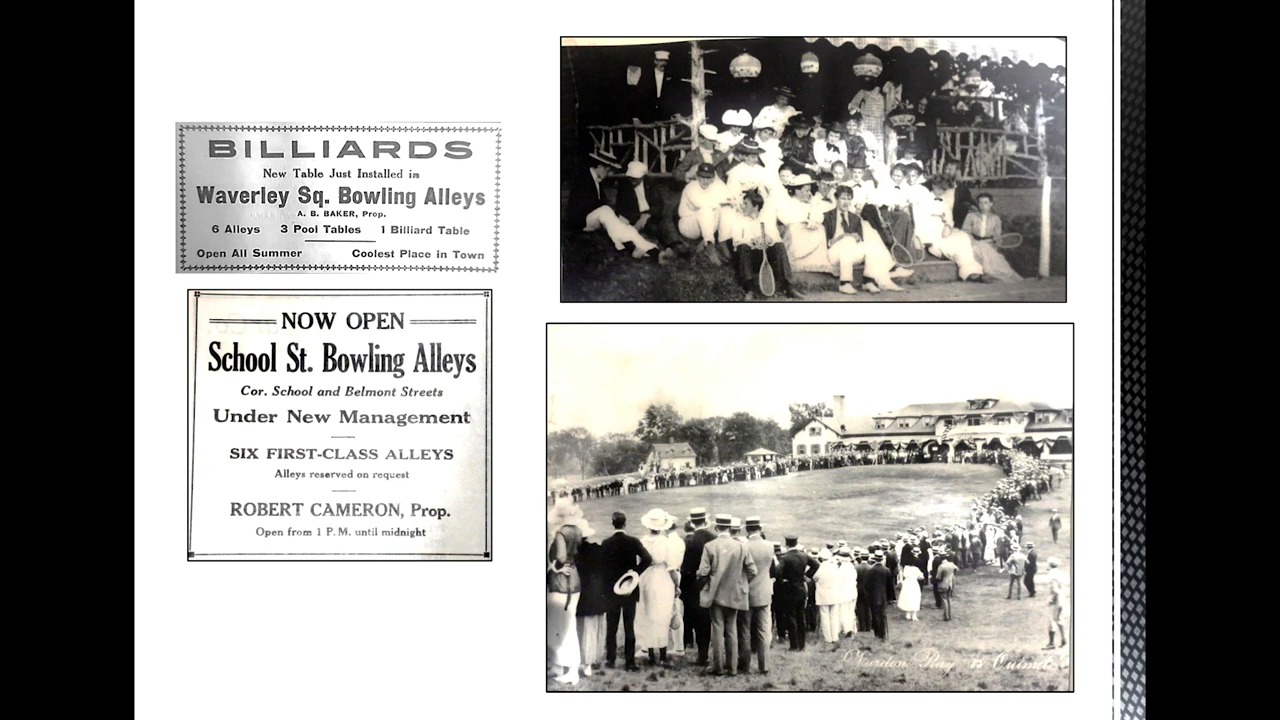 BILLIARDS
New Table Just Installed in
Waverley Sq. Bowling Alleys
A. B. BAKER, Prop.
6 Alleys 3 Pool Tables 1 Billiard Table
Open All Summer Coolest Place in Town
NOW OPEN
School St. Bowling Alleys
Cor. School and Belmont Streets
Under New Management
SIX FIRST-CLASS ALLEYS
Alleys reserved on request
ROBERT CAMERON, Prop.
Open from 1 P. M. until midnight
Vardon Ray vs Ouimet